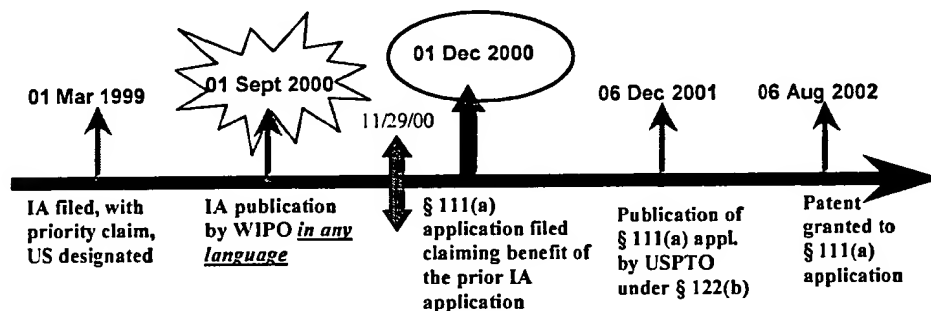 01 Mar 1999
01 Sept 2000
01 Dec 2000
06 Dec 2001
06 Aug 2002
11/29/00
IA filed, with
priority claim,
US designated
IA publication
by WIPO in any
language
§ 111(a)
application filed
claiming benefit of
the prior IA
application
Publication of
§ 111(a) appl.
by USPTO
under § 122(b)
Patent
granted to
§ 111(a)
application